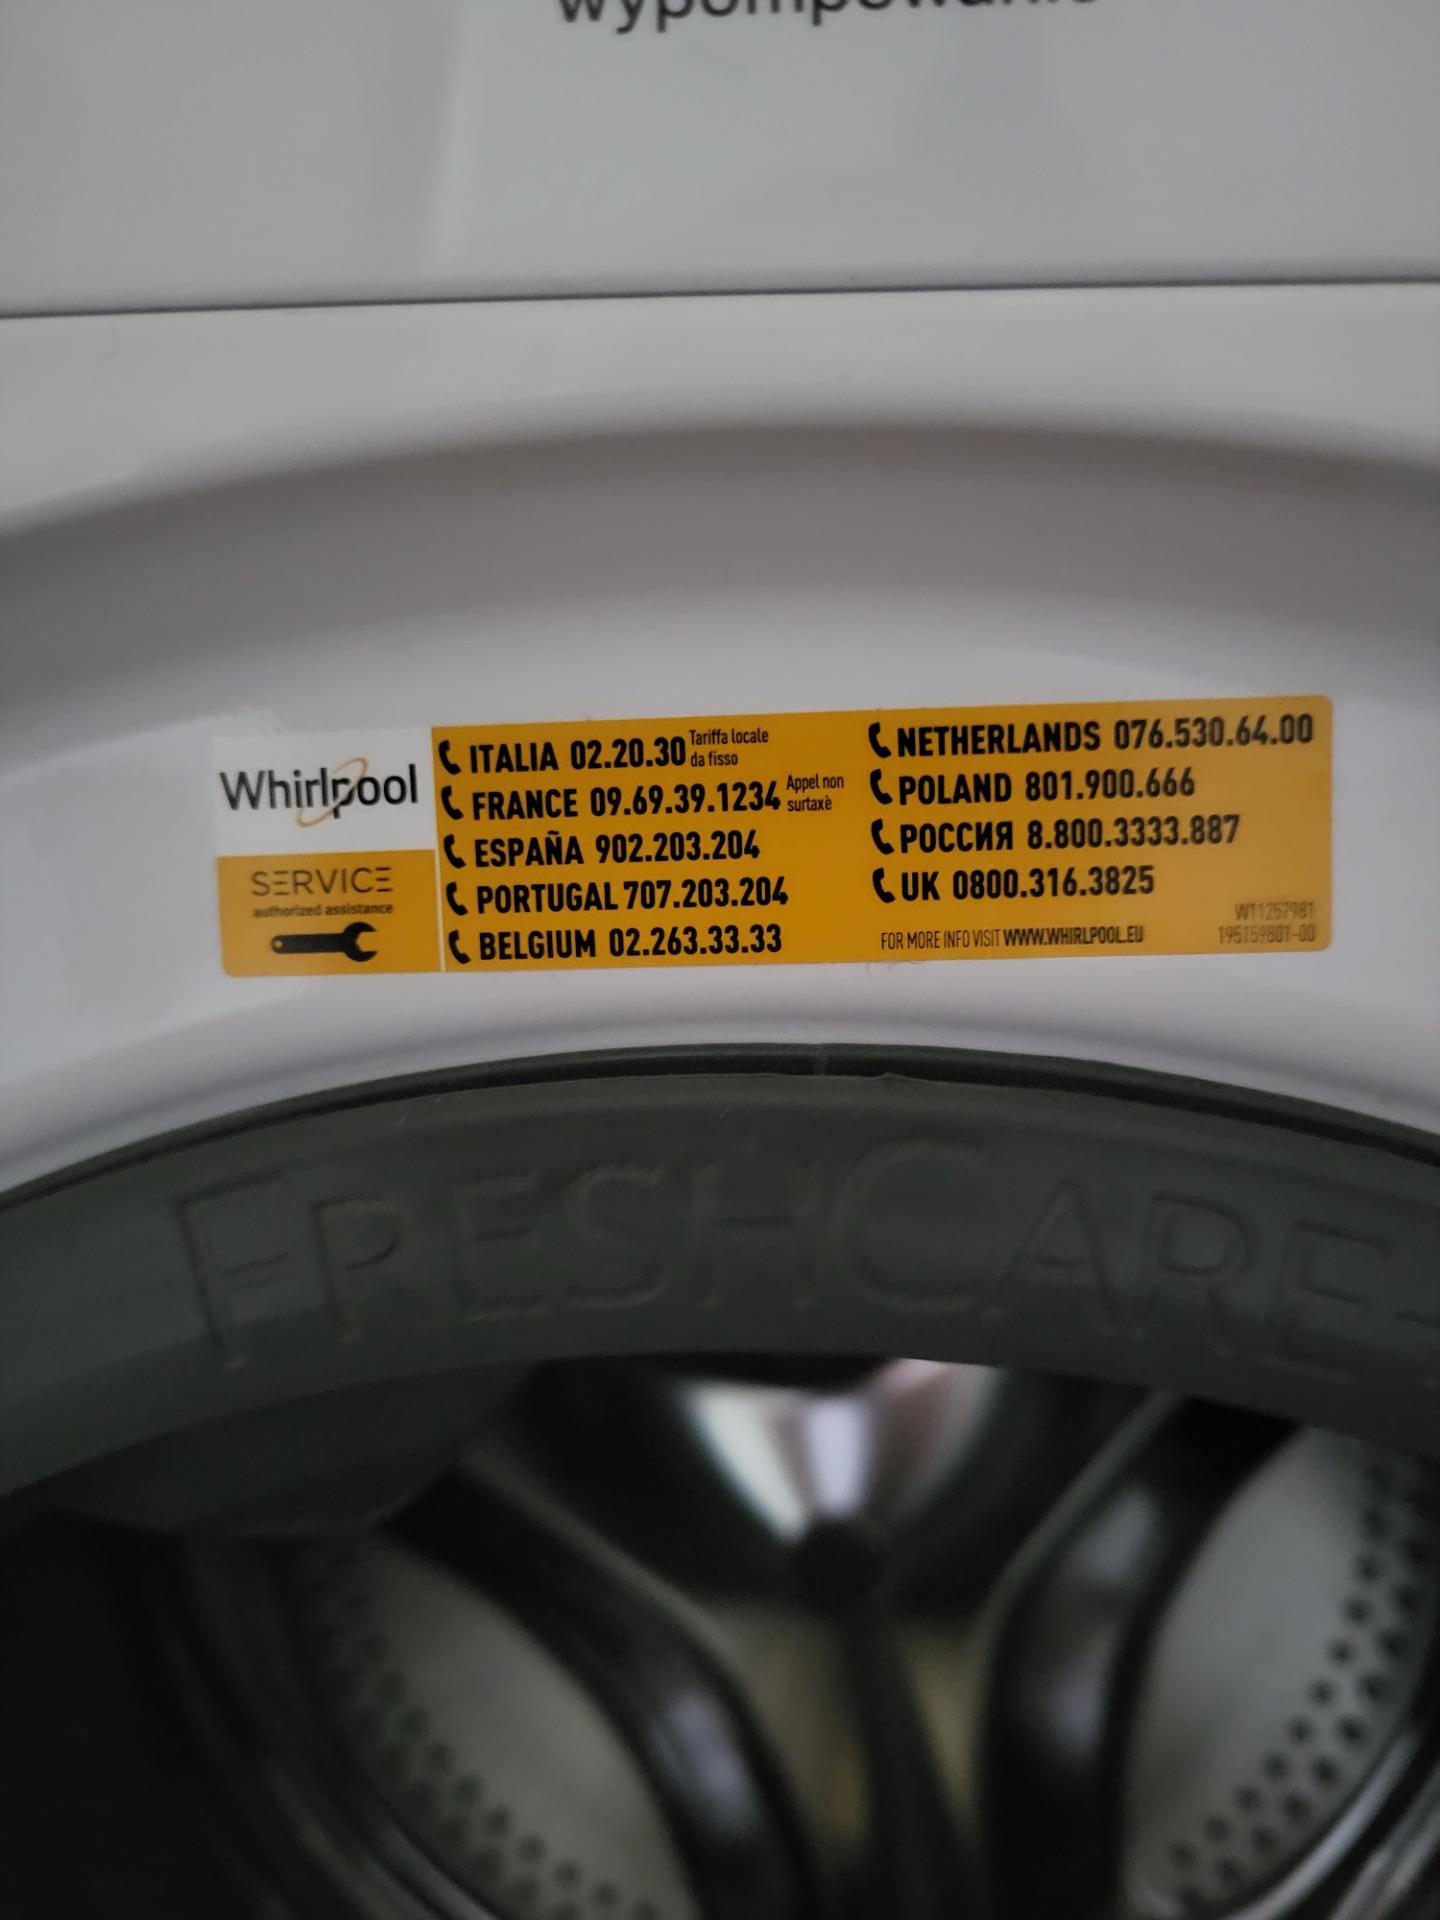 wypompowanie
Whirlpool
SERVICE
authorized assistance
ITALIA 02.20.30 Tariffa locale
da fisso
FRANCE 09.69.39.1234 Appel non
surtaxè
ESPAÑA 902.203.204
PORTUGAL 707.203.204
BELGIUM 02.263.33.33
NETHERLANDS 076.530.64.00
POLAND 801.900.666
РОССИЯ 8.800.3333.887
UK 0800.316.3825
FOR MORE INFO VISIT WWW.WHIRLPOOL.EU
W11257981
195159801-00
FRESHCARE